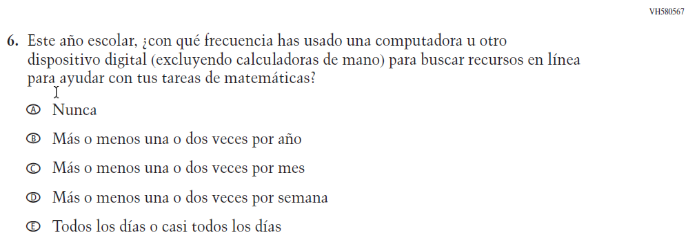 VH580567
6. Este año escolar, ¿con qué frecuencia has usado una computadora u otro
dispositivo digital (excluyendo calculadoras de mano) para buscar recursos en línea
para ayudar con tus tareas de matemáticas?
A Nunca
B Más o menos una o dos veces por año
C Más o menos una o dos veces por mes
D Más o menos una o dos veces por semana
E Todos los días o casi todos los días